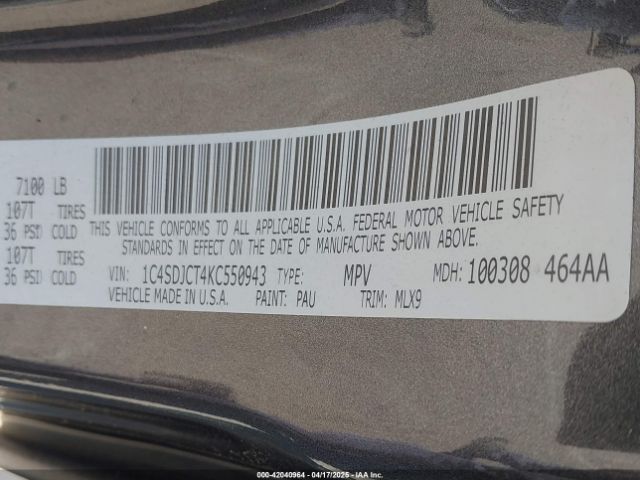 7100 LB
107T TIRES
36 PSI COLD
107T TIRES
36 PSI COLD
THIS VEHICLE CONFORMS TO ALL APPLICABLE U.S.A. FEDERAL MOTOR VEHICLE SAFETY
STANDARDS IN EFFECT ON THE DATE OF MANUFACTURE SHOWN ABOVE.
VIN: 1C4SDJCT4KC550943 TYPE: MPV MDH: 100308 464AA
VEHICLE MADE IN U.S.A. PAINT: PAU TRIM: MLX9
000-42040964 04/17/2025 IAA Inc.